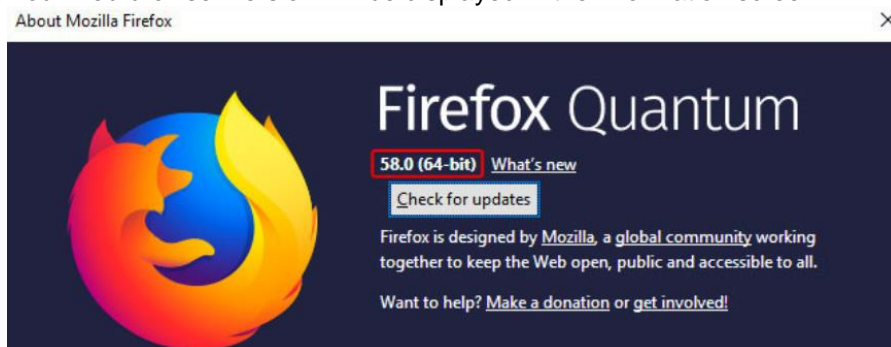 About Mozilla Firefox
Firefox Quantum
58.0 (64-bit) What's new
Check for updates
Firefox is designed by Mozilla, a global community working
together to keep the Web open, public and accessible to all.
Want to help? Make a donation or get involved!